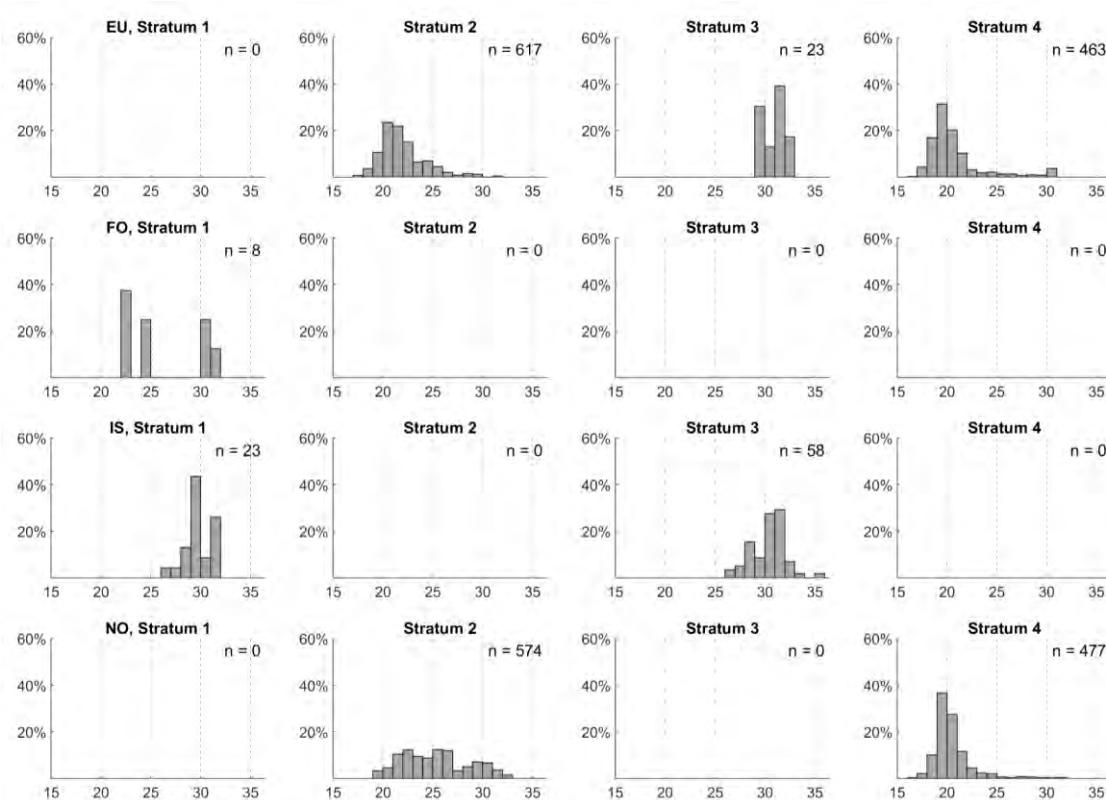 EU, Stratum 1 Stratum 2 Stratum 3 Stratum 4
60% 60% 60% 60%
n = 0 n = 617 n = 23 n = 463
40% 40% 40% 40%
20% 20% 20% 20%
15 20 25 30 35 15 20 25 30 35 15 20 25 30 35 15 20 25 30 35
FO, Stratum 1 Stratum 2 Stratum 3 Stratum 4
60% 60% 60% 60%
n = 8 n = 0 n = 0 n = 0
40% 40% 40% 40%
20% 20% 20% 20%
15 20 25 30 35 15 20 25 30 35 15 20 25 30 35 15 20 25 30 35
IS, Stratum 1 Stratum 2 Stratum 3 Stratum 4
60% 60% 60% 60%
n = 23 n = 0 n = 58 n = 0
40% 40% 40% 40%
20% 20% 20% 20%
15 20 25 30 35 15 20 25 30 35 15 20 25 30 35 15 20 25 30 35
NO, Stratum 1 Stratum 2 Stratum 3 Stratum 4
60% 60% 60% 60%
n = 0 n = 574 n = 0 n = 477
40% 40% 40% 40%
20% 20% 20% 20%
15 20 25 30 35 15 20 25 30 35 15 20 25 30 35 15 20 25 30 35